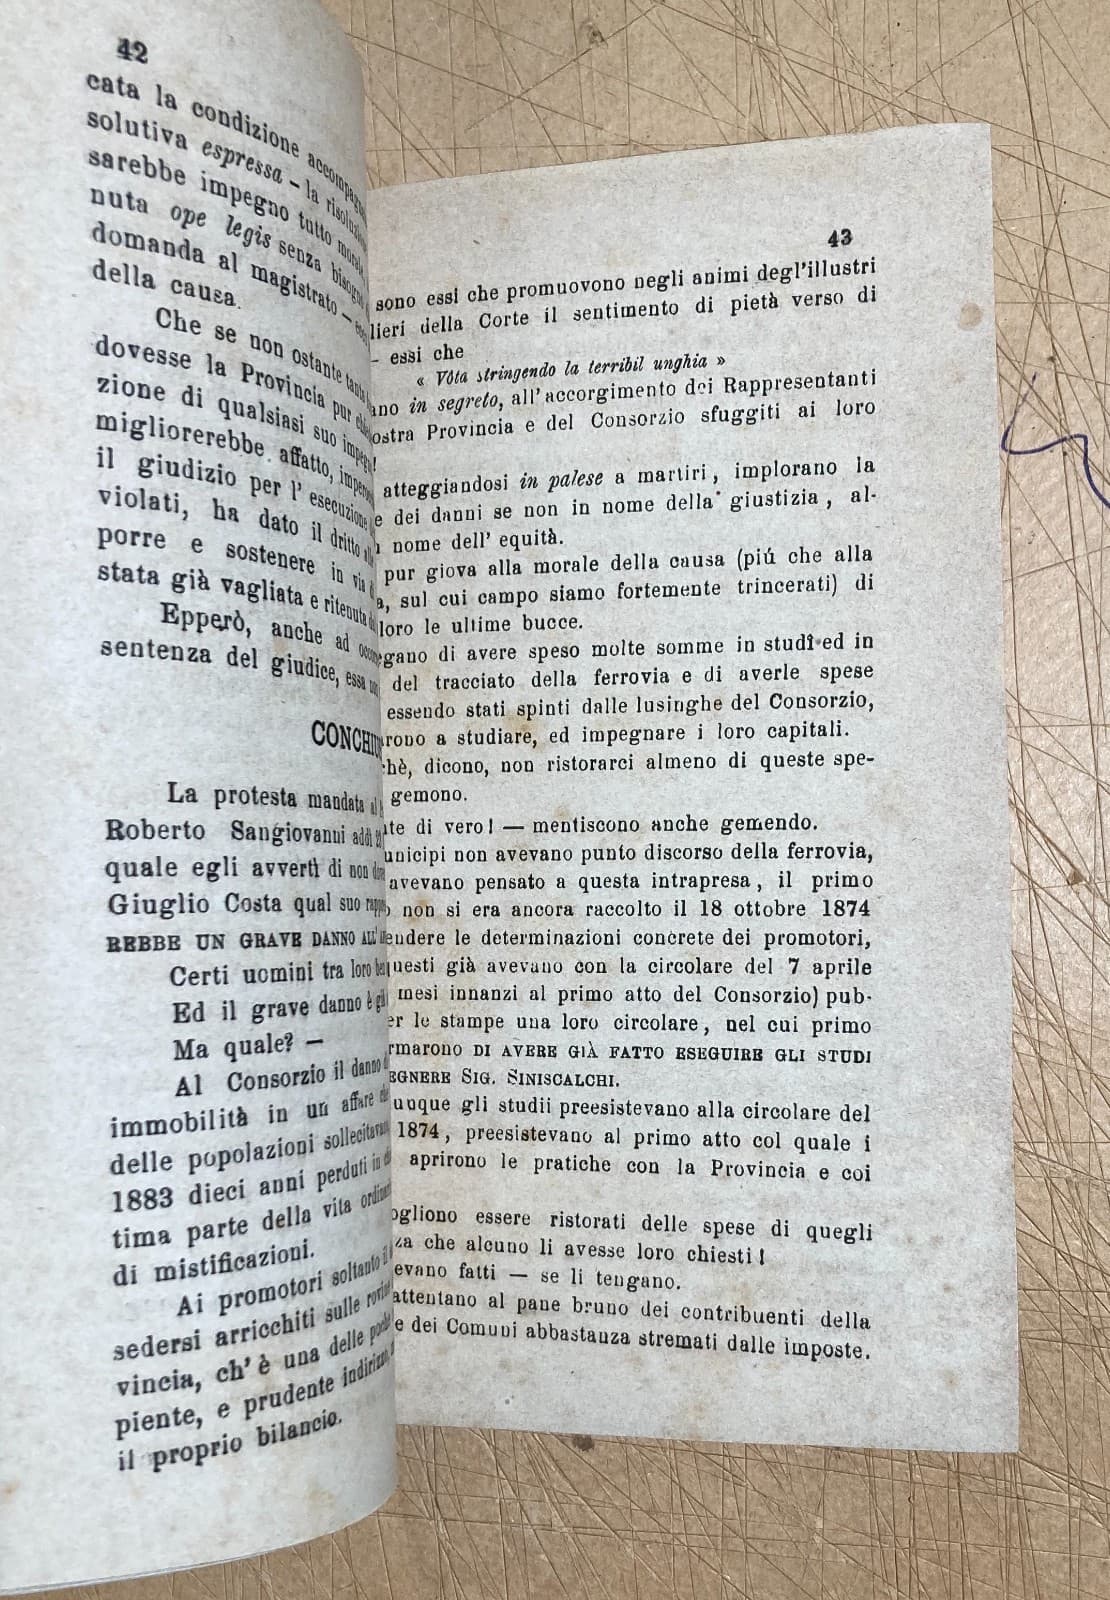 42
cata la condizione
solutiva espressa – la
sarebbe impegno tutto
nuta ope legis senza
domanda al magistrato –
della causa.
Che se non ostante
dovesse la Provincia pur
zione di qualsiasi suo
migliorerebbe affatto,
il giudizio per l' esecuzione
violati, ha dato il dritto
porre e sostenere in via
stata già vagliata e ritenuta
Epperò, anche ad
sentenza del giudice, essa
La protesta mandata al
Roberto Sangiovanni addì
quale egli avvertì di non
Giuglio Costa qual suo
REBBE UN GRAVE DANNO
Certi uomini tra loro
Ed il grave danno è
Ma quale? –
Al Consorzio il danno
immobilità in un affare
delle popolazioni
1883 dieci anni perduti in
tima parte della vita
di mistificazioni.
Ai promotori soltanto il
sedersi arricchiti sulle
vincia, ch' è una delle
piente, e prudente
il proprio bilancio.
43
sono essi che promuovono negli animi degl'illustri
lieri della Corte il sentimento di pietà verso di
– essi che
« Vôta stringendo la terribil unghia »
ano in segreto, all'accorgimento dei Rappresentanti
ostra Provincia e del Consorzio sfuggiti ai loro
!
atteggiandosi in palese a martiri, implorano la
e dei danni se non in nome della giustizia, al-
nome dell' equità.
pur giova alla morale della causa (piú che alla
a, sul cui campo siamo fortemente trincerati) di
loro le ultime bucce.
egano di avere speso molte somme in studî ed in
del tracciato della ferrovia e di averle spese
essendo stati spinti dalle lusinghe del Consorzio,
rono a studiare, ed impegnare i loro capitali.
chè, dicono, non ristorarci almeno di queste spe-
gemono.
te di vero! — mentiscono anche gemendo.
unicipi non avevano punto discorso della ferrovia,
avevano pensato a questa intrapresa, il primo
o non si era ancora raccolto il 18 ottobre 1874
endere le determinazioni concrete dei promotori,
uesti già avevano con la circolare del 7 aprile
mesi innanzi al primo atto del Consorzio) pub-
er le stampe una loro circolare, nel cui primo
rmarono DI AVERE GIÀ FATTO ESEGUIRE GLI STUDI
EGNERE SIG. SINISCALCHI.
unque gli studii preesistevano alla circolare del
1874, preesistevano al primo atto col quale i
aprirono le pratiche con la Provincia e coi
ogliono essere ristorati delle spese di quegli
za che alcuno li avesse loro chiesti!
evano fatti — se li tengano.
attentano al pane bruno dei contribuenti della
e dei Comuni abbastanza stremati dalle imposte.